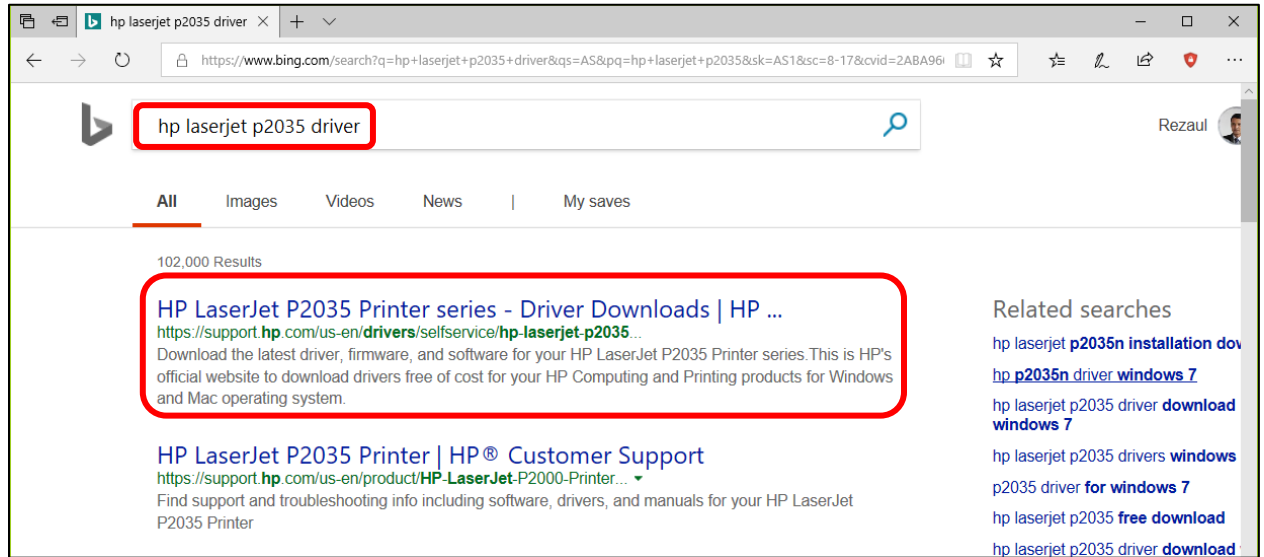 hp laserjet p2035 driver
https://www.bing.com/search?q=hp+laserjet+p2035+driver&qs=AS&pq=hp+laserjet+p2035&sk=AS1&sc=8-17&cvid=2ABA96
hp laserjet p2035 driver
Rezaul
All Images Videos News | My saves
102,000 Results
HP LaserJet P2035 Printer series - Driver Downloads | HP ...
https://support.hp.com/us-en/drivers/selfservice/hp-laserjet-p2035...
Download the latest driver, firmware, and software for your HP LaserJet P2035 Printer series.This is HP's
official website to download drivers free of cost for your HP Computing and Printing products for Windows
and Mac operating system.
HP LaserJet P2035 Printer | HP® Customer Support
https://support.hp.com/us-en/product/HP-LaserJet-P2000-Printer...
Find support and troubleshooting info including software, drivers, and manuals for your HP LaserJet
P2035 Printer
Related searches
hp laserjet p2035n installation dov
hp p2035n driver windows 7
hp laserjet p2035 driver download
windows 7
hp laserjet p2035 drivers windows
p2035 driver for windows 7
hp laserjet p2035 free download
hp laserjet p2035 driver download